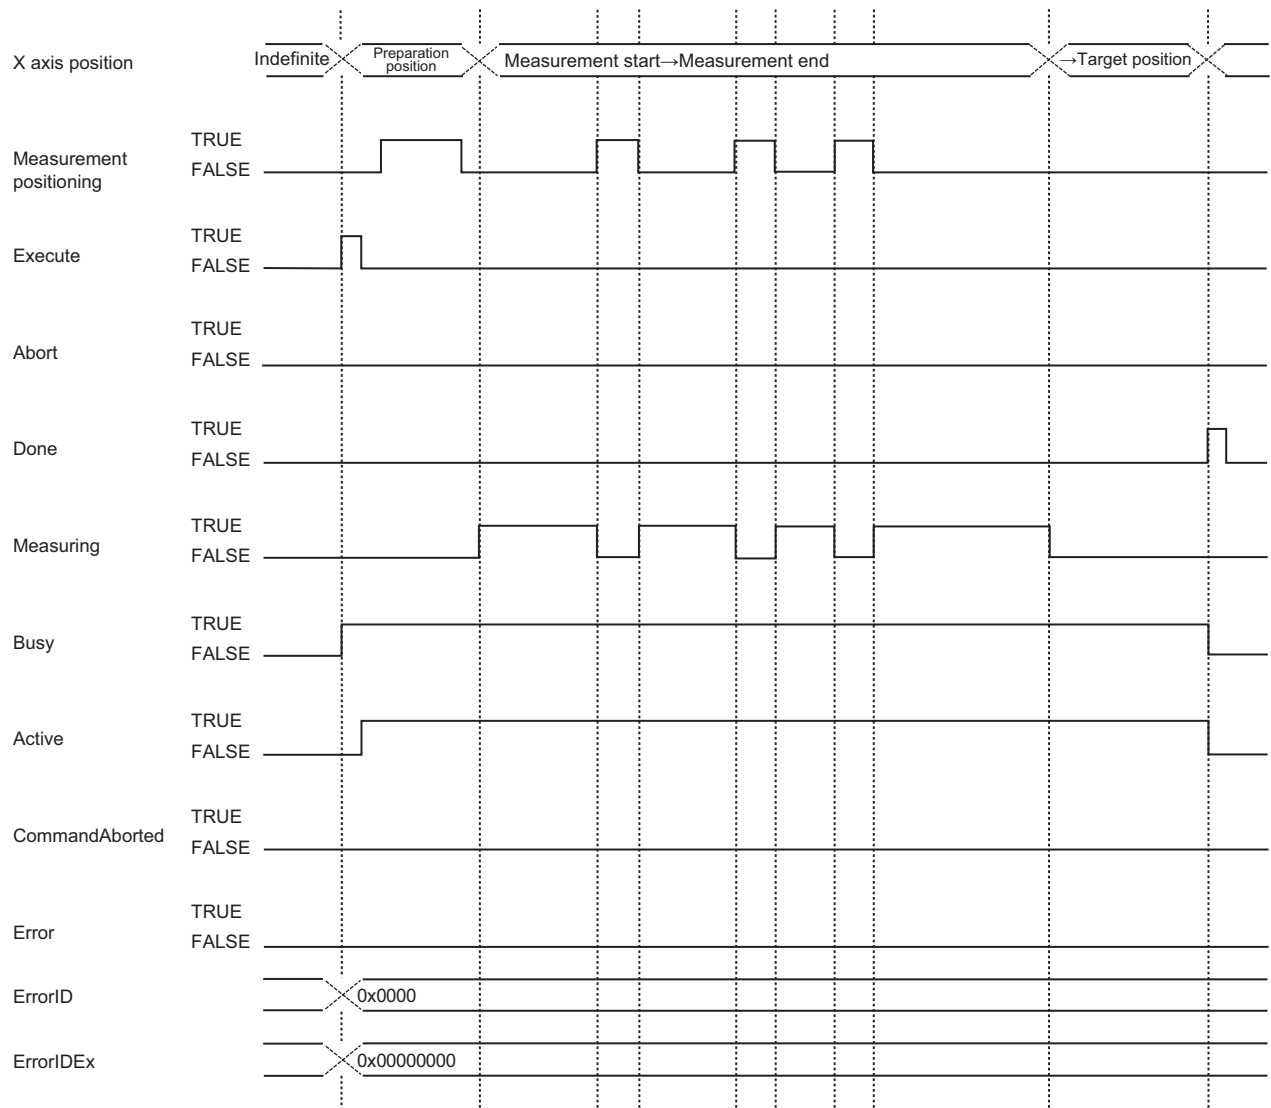 X axis position
Indefinite
Preparation
position
Measurement start→Measurement end
→Target position
Measurement
positioning
TRUE
FALSE
Execute
TRUE
FALSE
Abort
TRUE
FALSE
Done
TRUE
FALSE
Measuring
TRUE
FALSE
Busy
TRUE
FALSE
Active
TRUE
FALSE
CommandAborted
TRUE
FALSE
Error
TRUE
FALSE
ErrorID
0x0000
ErrorIDEx
0x00000000